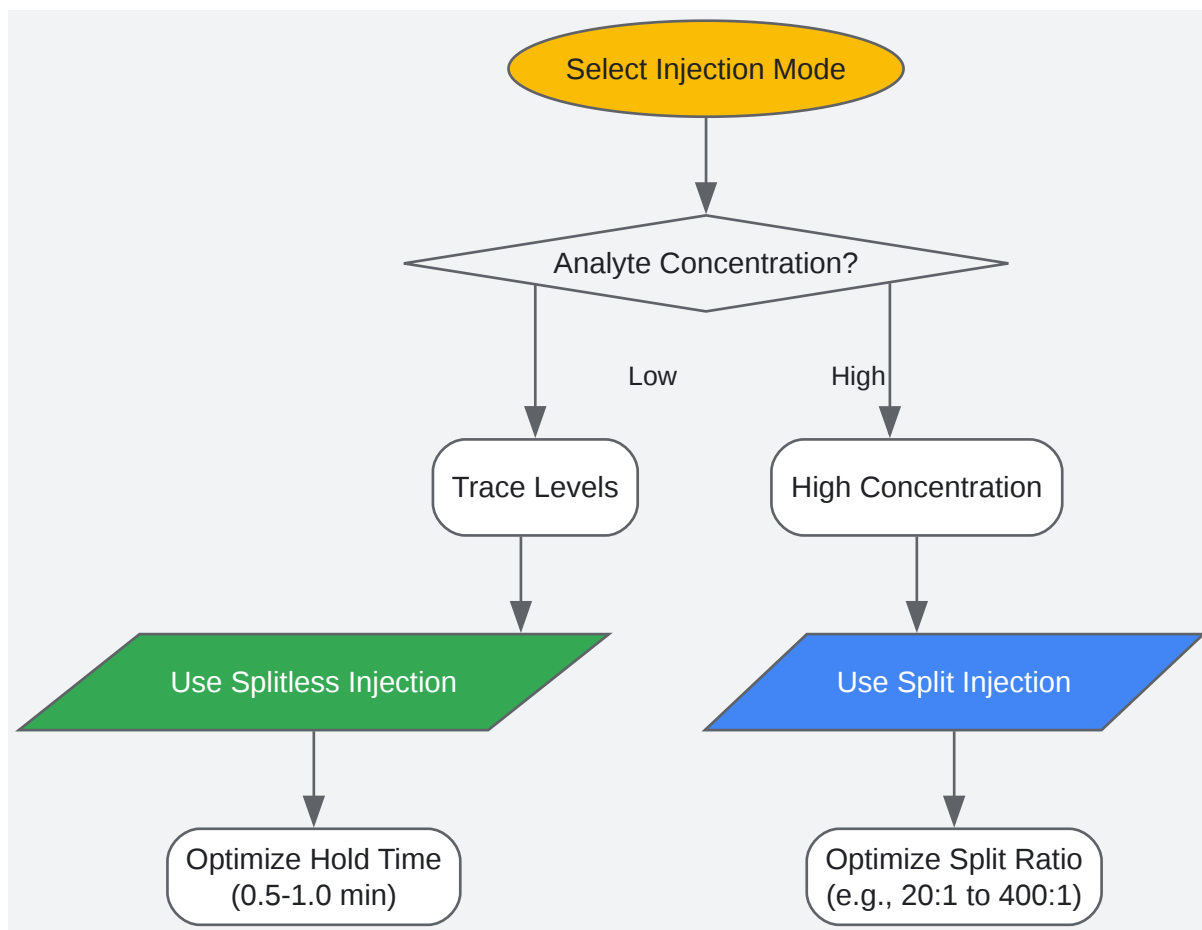 Select Injection Mode
Analyte Concentration?
Low
High
Trace Levels
High Concentration
Use Splitless Injection
Use Split Injection
Optimize Hold Time
(0.5-1.0 min)
Optimize Split Ratio
(e.g., 20:1 to 400:1)